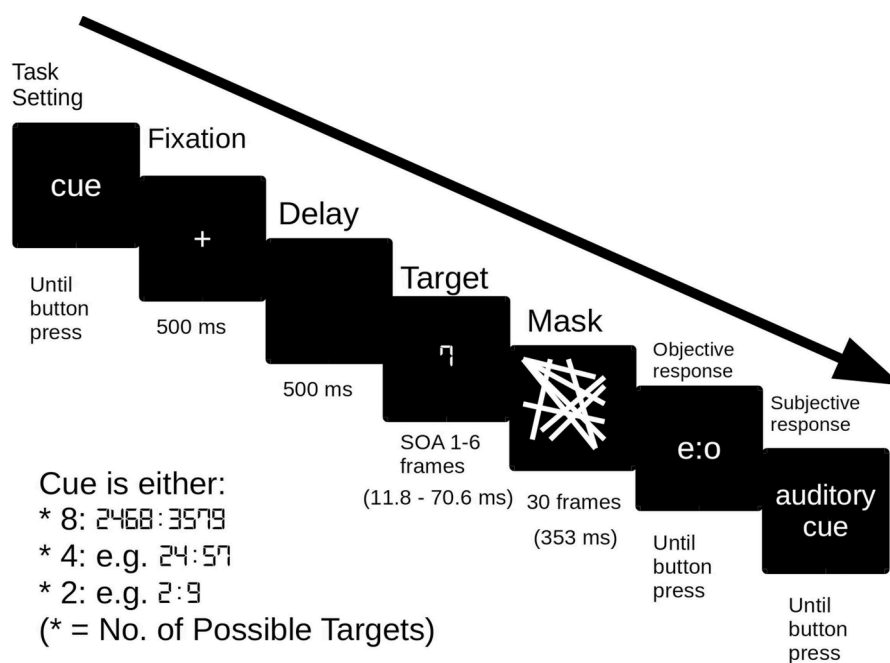 Task
Setting
cue
Until
button
press
Fixation
+
500 ms
Delay
500 ms
Target
7
SOA 1-6
frames
(11.8 - 70.6 ms)
Mask
30 frames
(353 ms)
Objective
response
e:o
Until
button
press
Subjective
response
auditory
cue
Until
button
press
Cue is either:
* 8: 2468:3579
* 4: e.g. 24:57
* 2: e.g. 2:9
(* = No. of Possible Targets)